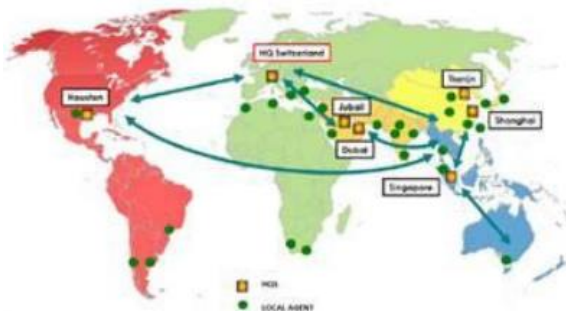 HQ Switzerland
Houston
Tianjin
Jubail
Shanghai
Dubai
Singapore
HQS
LOCAL AGENT